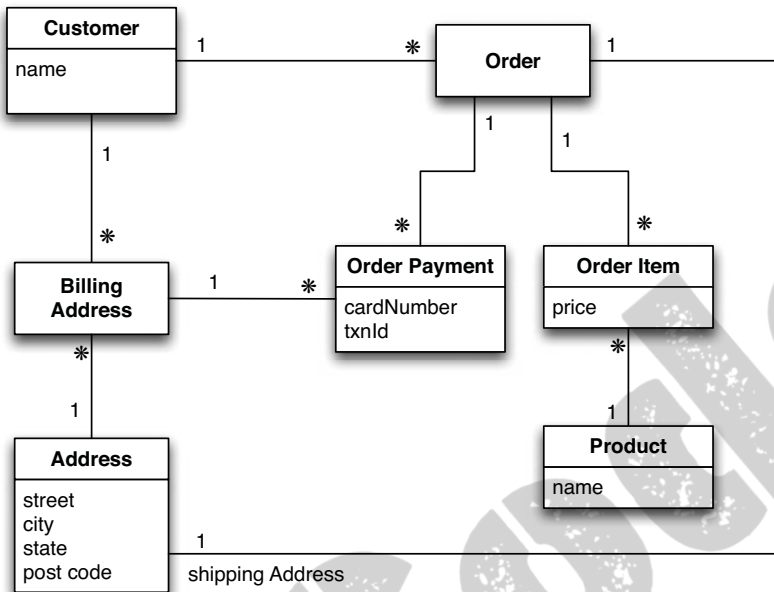 Customer
name
1
*
Order
1
1
*
1
*
1
*
Billing
Address
1
*
Order Payment
cardNumber
txnId
Order Item
price
*
1
*
1
Product
name
Address
street
city
state
post code
1
shipping Address